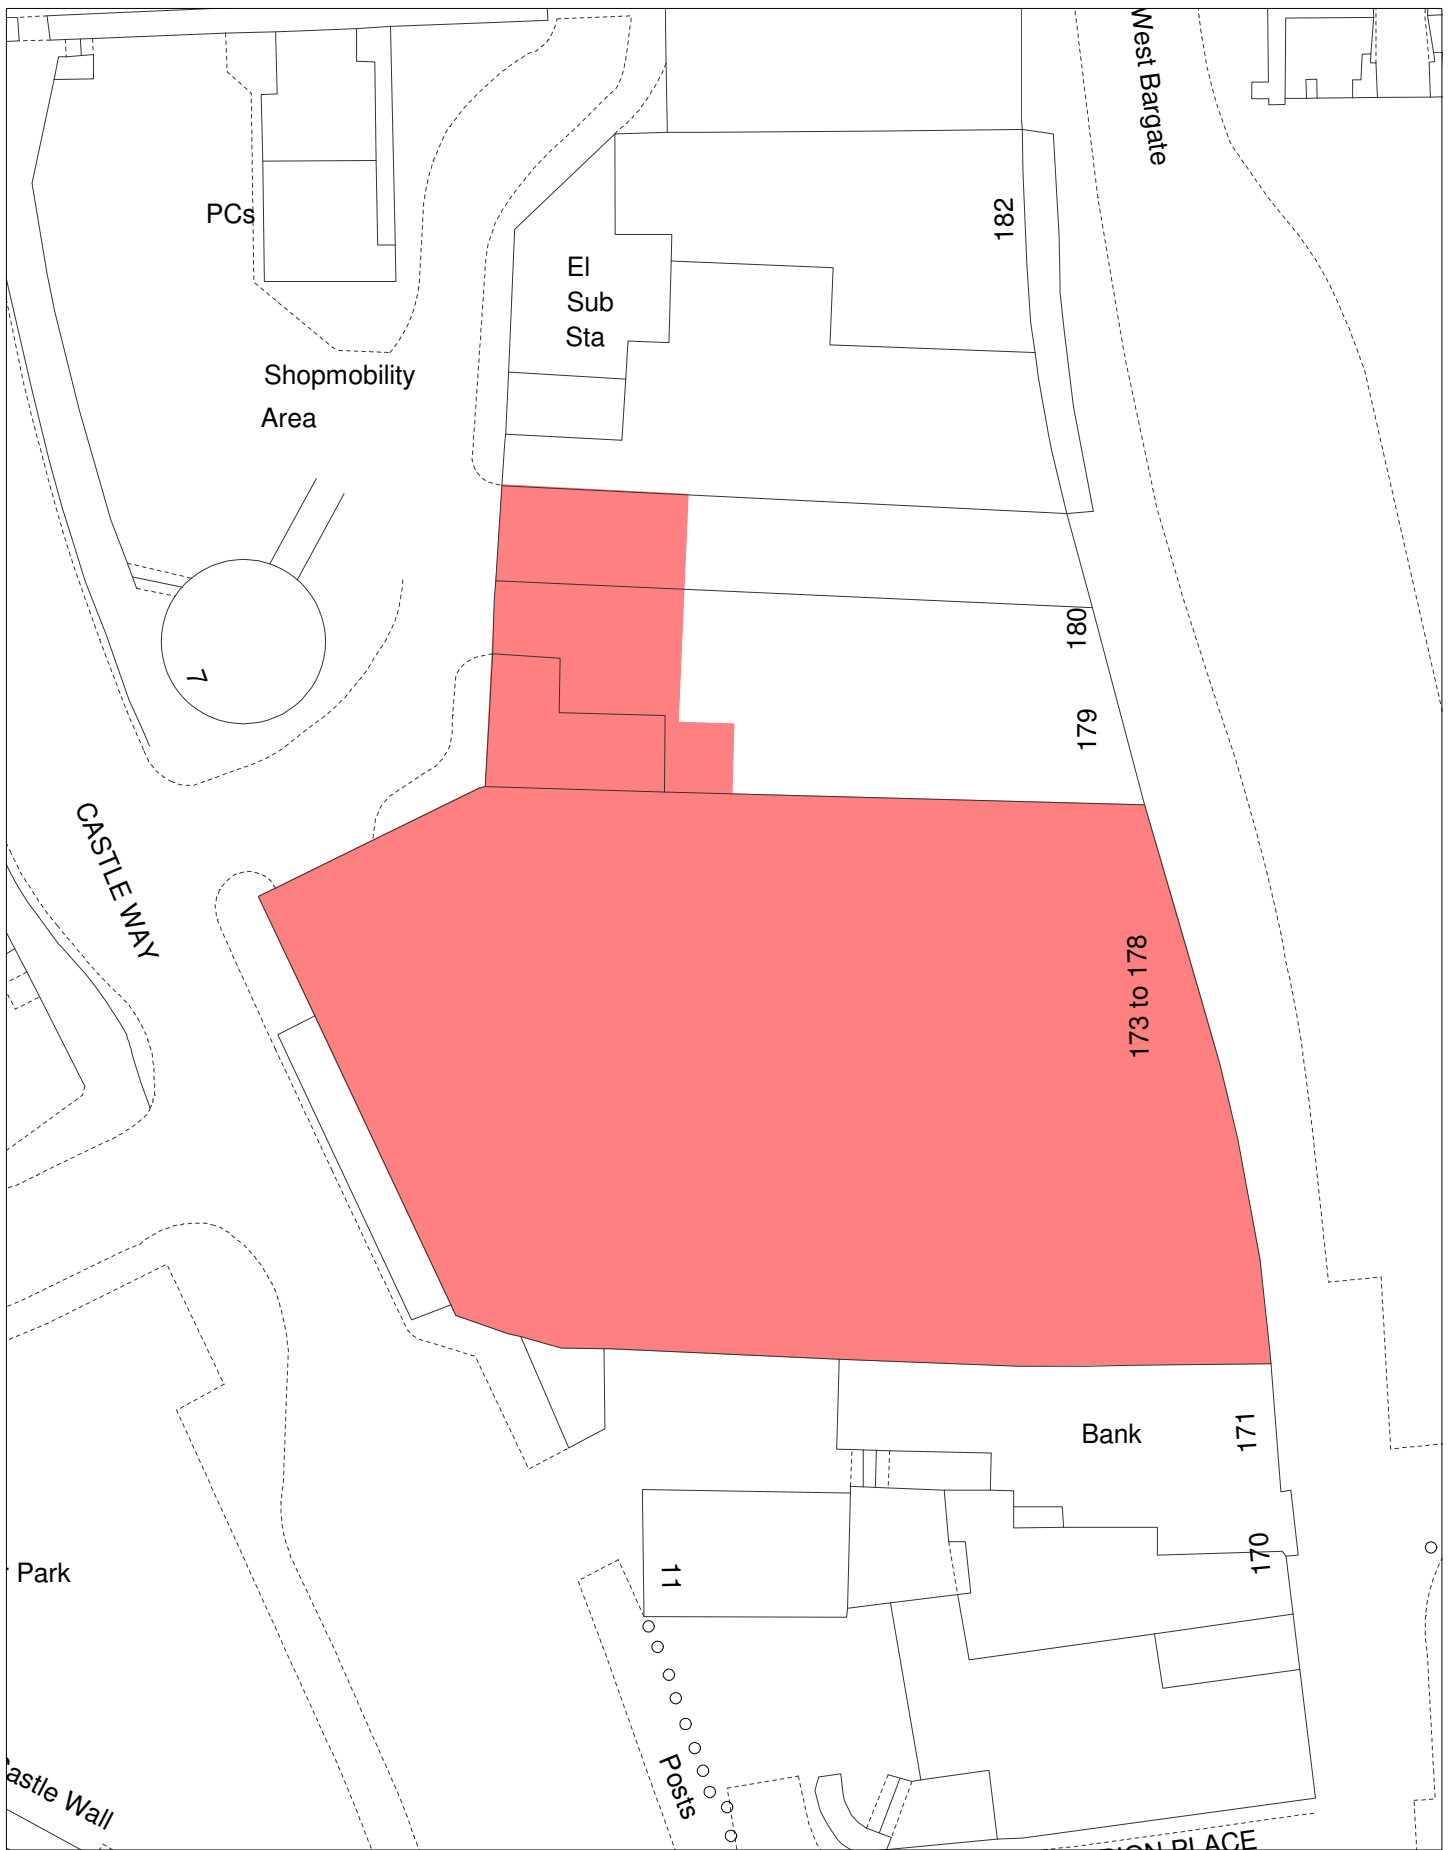 West Bargate
182
PCs
El
Sub
Sta
Shopmobility
Area
180
7
179
CASTLE WAY
173 to 178
Bank
171
170
Park
11
Posts
astle Wall
PLACE